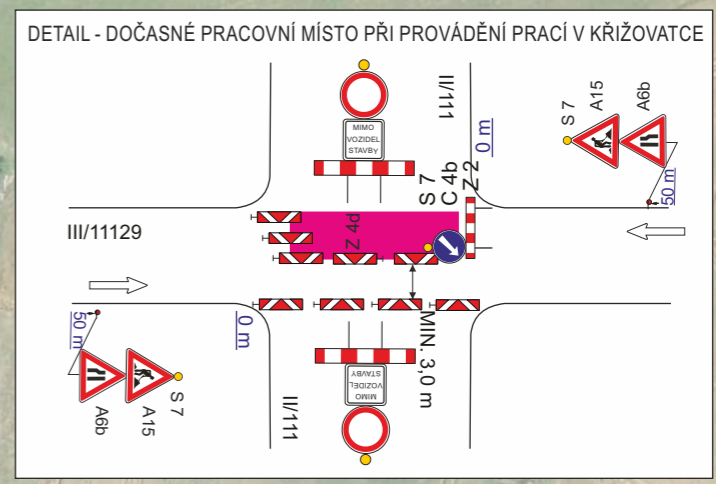 DETAIL - DOČASNÉ PRACOVNÍ MÍSTO PŘI PROVÁDĚNÍ PRACÍ V KŘIŽOVATCE
MIMO
VOZIDEL
STAVBY
II/111
0 m
S 7
C 4b
Z 2
S 7
A15
A6b
50 m
III/11129
Z 4d
MIN. 3,0 m
50 m
0 m
A6b
A15
S 7
II/111
MIMO
VOZIDEL
STAVBY